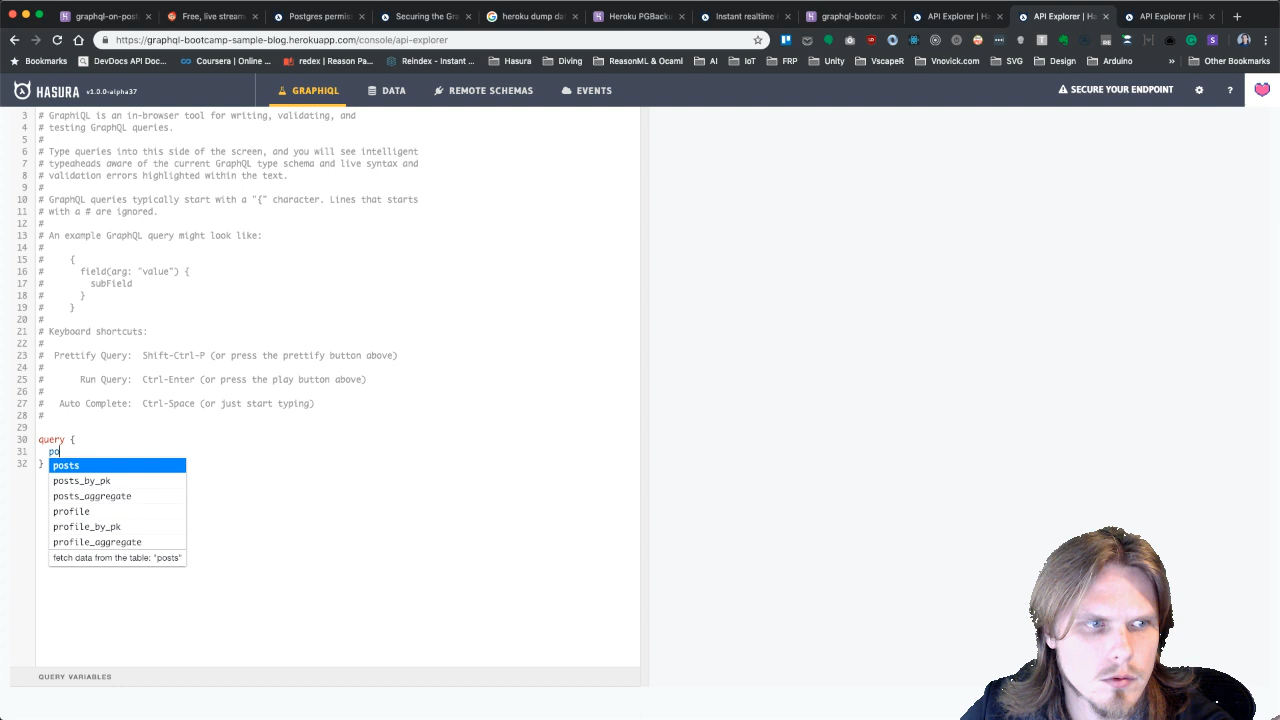 graphql-on-post
Free, live stream
Postgres permis
Securing the Gra
heroku dump da
Heroku PGBacku
Instant realtime
graphql-bootcam
API Explorer | Ha
API Explorer | Ha
API Explorer | Ha
https://graphql-bootcamp-sample-blog.herokuapp.com/console/api-explorer
Bookmarks
DevDocs API Doc...
Coursera | Online ...
redex | Reason Pa...
Reindex - Instant ...
Hasura
Diving
ReasonML & Ocaml
AI
IoT
FRP
Unity
VscapeR
Vnovick.com
SVG
Design
Arduino
»
Other Bookmarks
HASURA v1.0.0-alpha37
GRAPHIQL
DATA
REMOTE SCHEMAS
EVENTS
SECURE YOUR ENDPOINT
?
3 # GraphiQL is an in-browser tool for writing, validating, and
4 # testing GraphQL queries.
5 #
6 # Type queries into this side of the screen, and you will see intelligent
7 # typeaheads aware of the current GraphQL type schema and live syntax and
8 # validation errors highlighted within the text.
9 #
10 # GraphQL queries typically start with a "{" character. Lines that starts
11 # with a # are ignored.
12 #
13 # An example GraphQL query might look like:
14 #
15 # {
16 # field(arg: "value") {
17 # subField
18 # }
19 # }
20 #
21 # Keyboard shortcuts:
22 #
23 # Prettify Query: Shift-Ctrl-P (or press the prettify button above)
24 #
25 # Run Query: Ctrl-Enter (or press the play button above)
26 #
27 # Auto Complete: Ctrl-Space (or just start typing)
28 #
29
30 query {
31 po
32 }
posts
posts_by_pk
posts_aggregate
profile
profile_by_pk
profile_aggregate
fetch data from the table: "posts"
QUERY VARIABLES